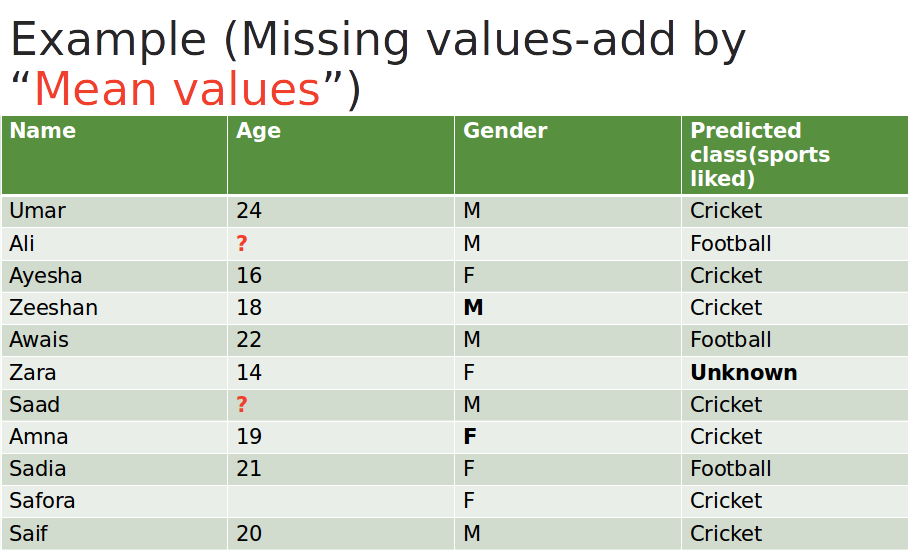 Example (Missing values-add by
“Mean values”)
Name Age Gender Predicted
class(sports
liked)
Umar 24 M Cricket
Ali ? M Football
Ayesha 16 F Cricket
Zeeshan 18 M Cricket
Awais 22 M Football
Zara 14 F Unknown
Saad ? M Cricket
Amna 19 F Cricket
Sadia 21 F Football
Safora F Cricket
Saif 20 M Cricket